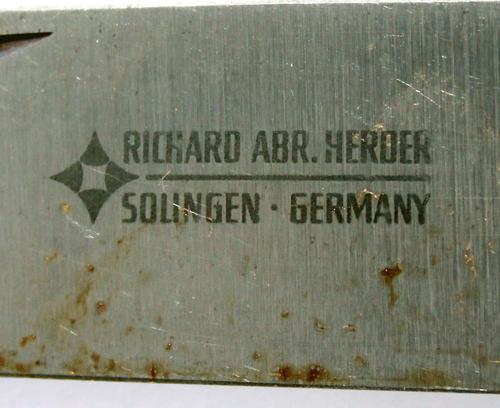 RICHARD ABR. HERDER
SOLINGEN · GERMANY